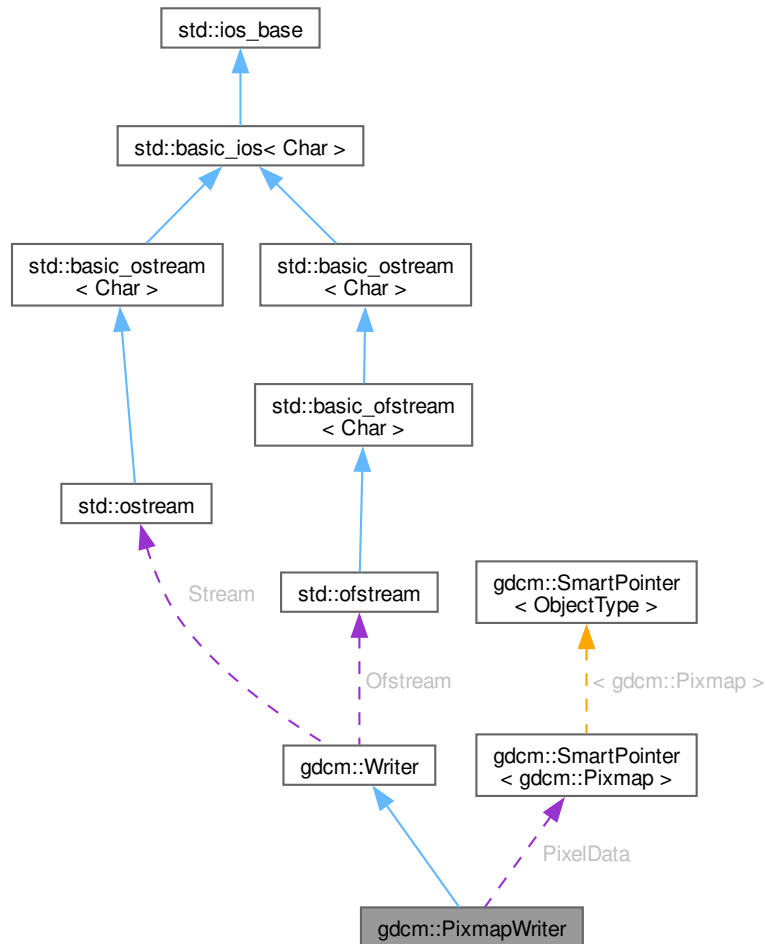 std::ios_base
std::basic_ios< Char >
std::basic_ostream
< Char >
std::basic_ostream
< Char >
std::basic_ofstream
< Char >
std::ostream
std::ofstream
gdcm::SmartPointer
< ObjectType >
Stream
Ofstream
< gdcm::Pixmap >
gdcm::Writer
gdcm::SmartPointer
< gdcm::Pixmap >
PixelData
gdcm::PixmapWriter